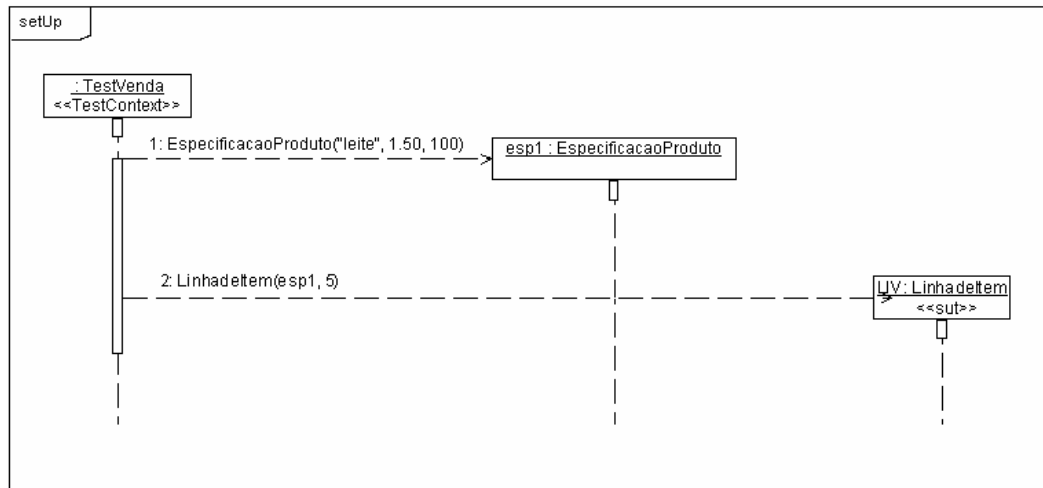 setUp
: TestVenda
<<TestContext>>
1: EspecificacaoProduto("leite", 1.50, 100)
esp1 : EspecificacaoProduto
2: LinhadeItem(esp1, 5)
LIV : LinhadeItem
<<sut>>